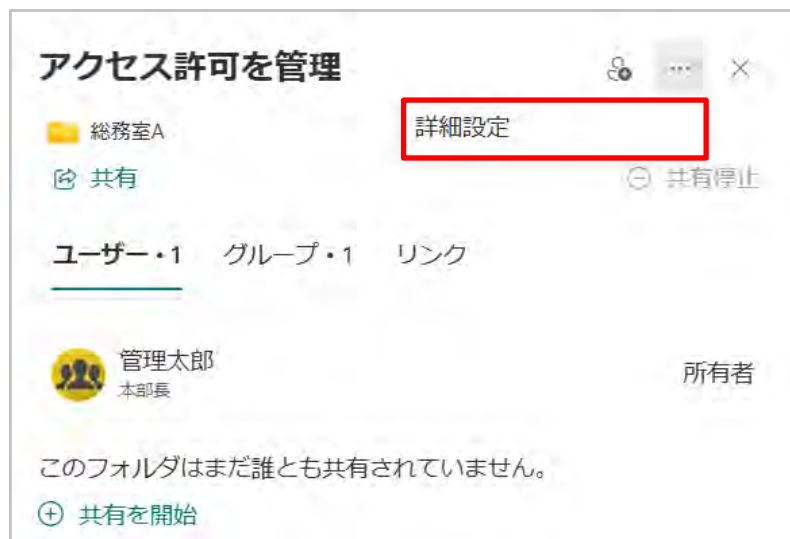 アクセス許可を管理
総務室A
詳細設定
共有
共有停止
ユーザー・1 グループ・1 リンク
管理太郎
本部長
所有者
このフォルダはまだ誰とも共有されていません。
共有を開始